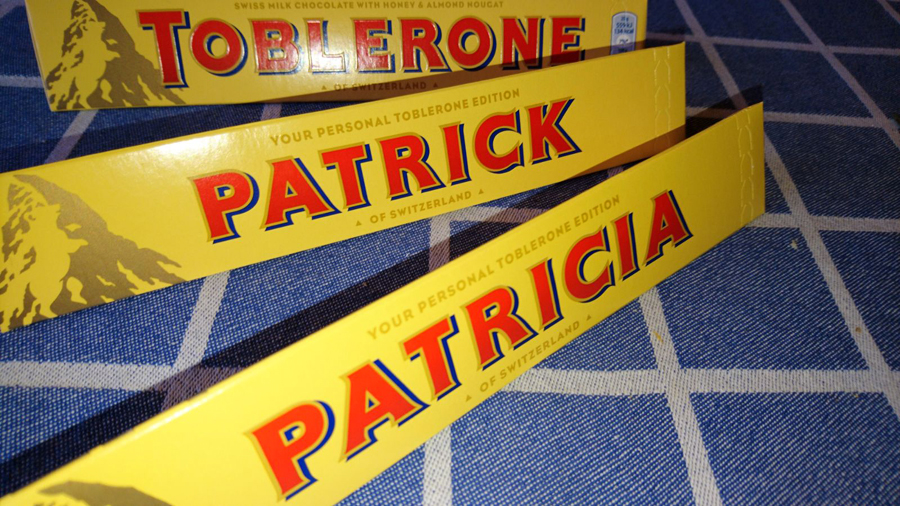 SWISS MILK CHOCOLATE WITH HONEY & ALMOND NOUGAT
TOBLERONE
OF SWITZERLAND
YOUR PERSONAL TOBLERONE EDITION
PATRICK
OF SWITZERLAND
YOUR PERSONAL TOBLERONE EDITION
PATRICIA
OF SWITZERLAND